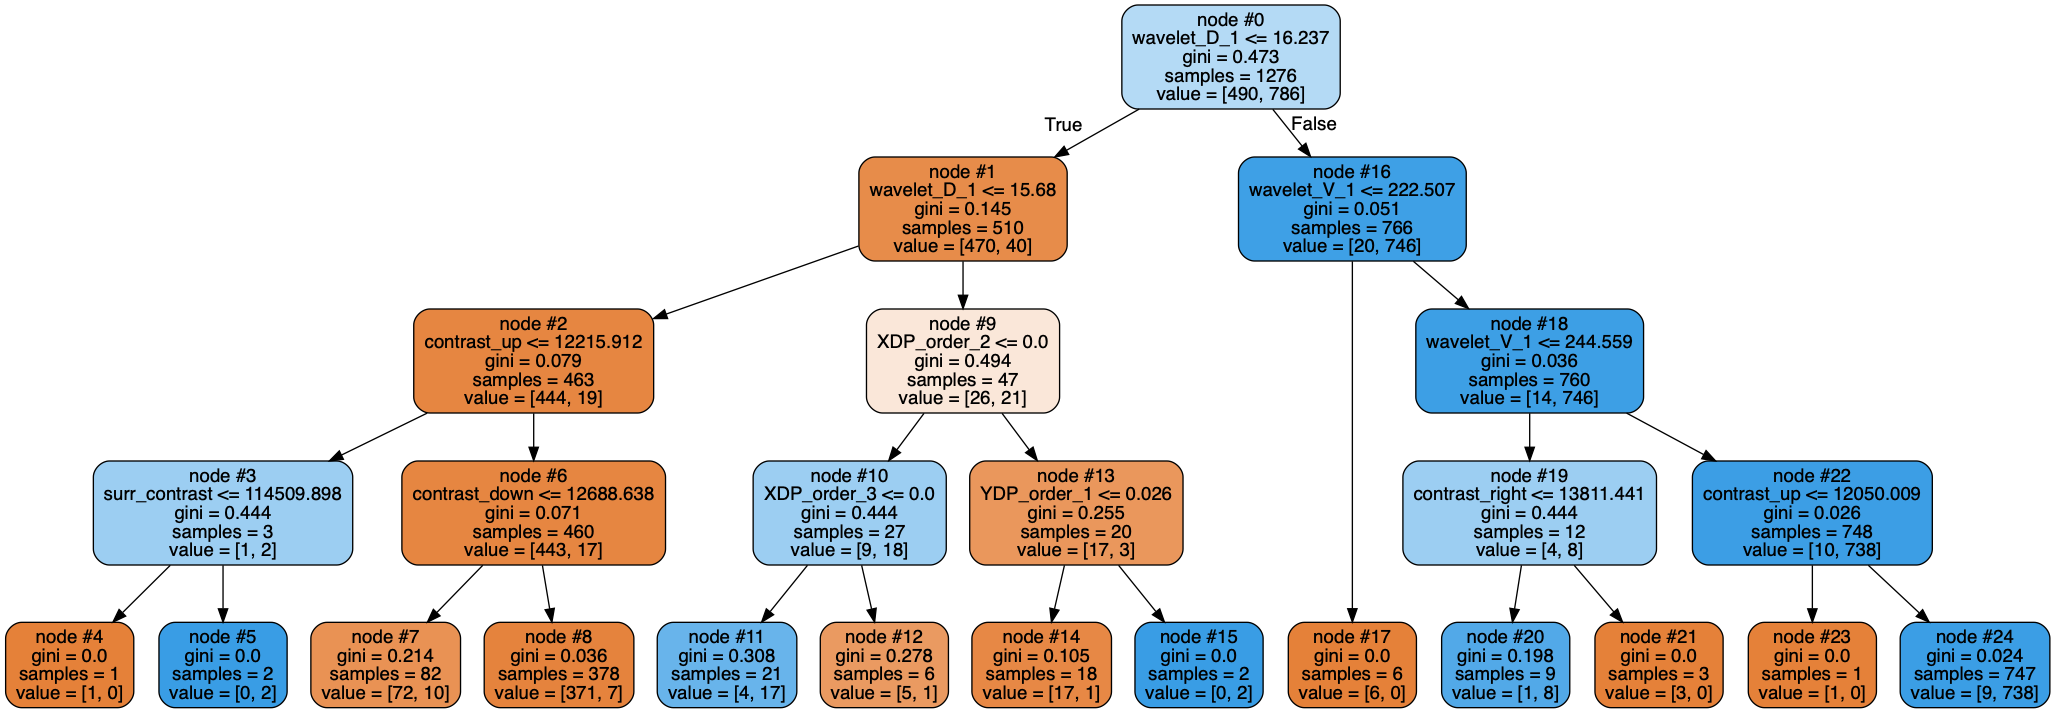 node #0
wavelet_D_1 <= 16.237
gini = 0.473
samples = 1276
value = [490, 786]
True
False
node #1
wavelet_D_1 <= 15.68
gini = 0.145
samples = 510
value = [470, 40]
node #16
wavelet_V_1 <= 222.507
gini = 0.051
samples = 766
value = [20, 746]
node #2
contrast_up <= 12215.912
gini = 0.079
samples = 463
value = [444, 19]
node #9
XDP_order_2 <= 0.0
gini = 0.494
samples = 47
value = [26, 21]
node #18
wavelet_V_1 <= 244.559
gini = 0.036
samples = 760
value = [14, 746]
node #3
surr_contrast <= 114509.898
gini = 0.444
samples = 3
value = [1, 2]
node #6
contrast_down <= 12688.638
gini = 0.071
samples = 460
value = [443, 17]
node #10
XDP_order_3 <= 0.0
gini = 0.444
samples = 27
value = [9, 18]
node #13
YDP_order_1 <= 0.026
gini = 0.255
samples = 20
value = [17, 3]
node #19
contrast_right <= 13811.441
gini = 0.444
samples = 12
value = [4, 8]
node #22
contrast_up <= 12050.009
gini = 0.026
samples = 748
value = [10, 738]
node #4
gini = 0.0
samples = 1
value = [1, 0]
node #5
gini = 0.0
samples = 2
value = [0, 2]
node #7
gini = 0.214
samples = 82
value = [72, 10]
node #8
gini = 0.036
samples = 378
value = [371, 7]
node #11
gini = 0.308
samples = 21
value = [4, 17]
node #12
gini = 0.278
samples = 6
value = [5, 1]
node #14
gini = 0.105
samples = 18
value = [17, 1]
node #15
gini = 0.0
samples = 2
value = [0, 2]
node #17
gini = 0.0
samples = 6
value = [6, 0]
node #20
gini = 0.198
samples = 9
value = [1, 8]
node #21
gini = 0.0
samples = 3
value = [3, 0]
node #23
gini = 0.0
samples = 1
value = [1, 0]
node #24
gini = 0.024
samples = 747
value = [9, 738]